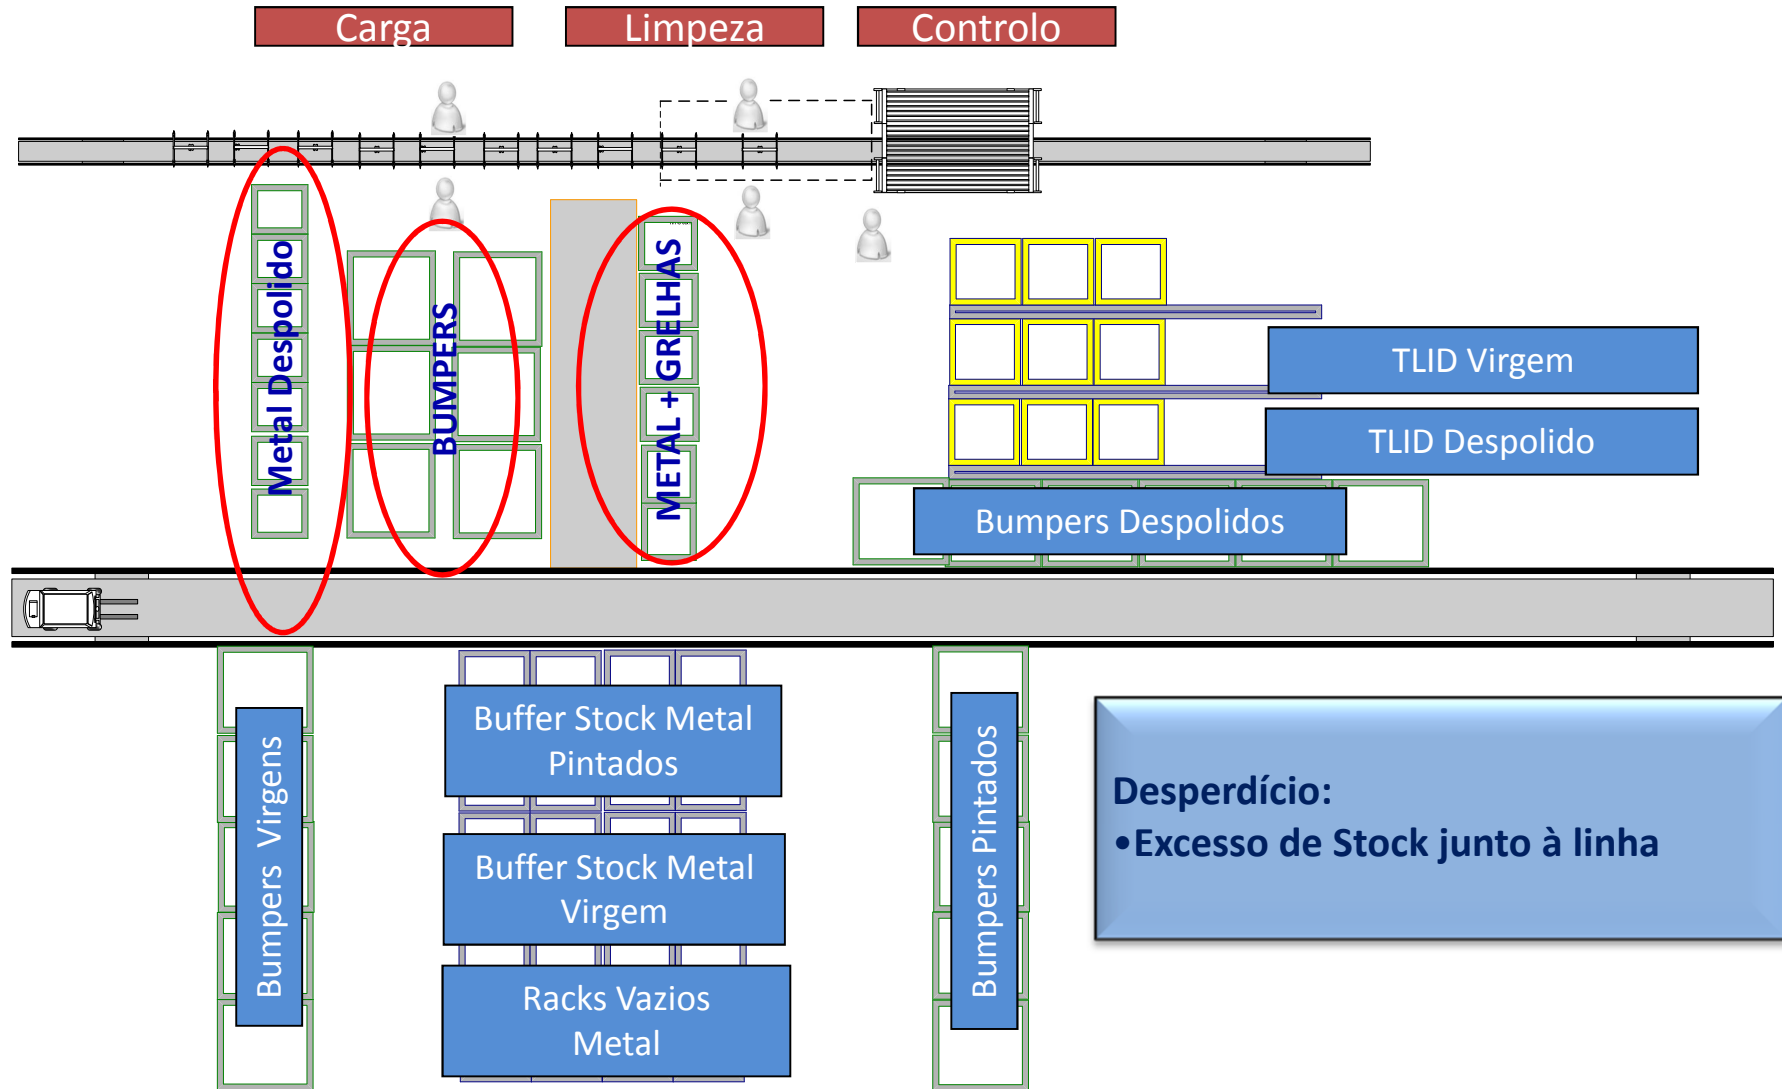 Carga
Limpeza
Controlo
Metal Despolido
BUMPERS
METAL + GRELHAS
TLID Virgem
TLID Despolido
Bumpers Despolidos
Bumpers Virgens
Buffer Stock Metal
Pintados
Buffer Stock Metal
Virgem
Racks Vazios
Metal
Bumpers Pintados
Desperdício:
•Excesso de Stock junto à linha